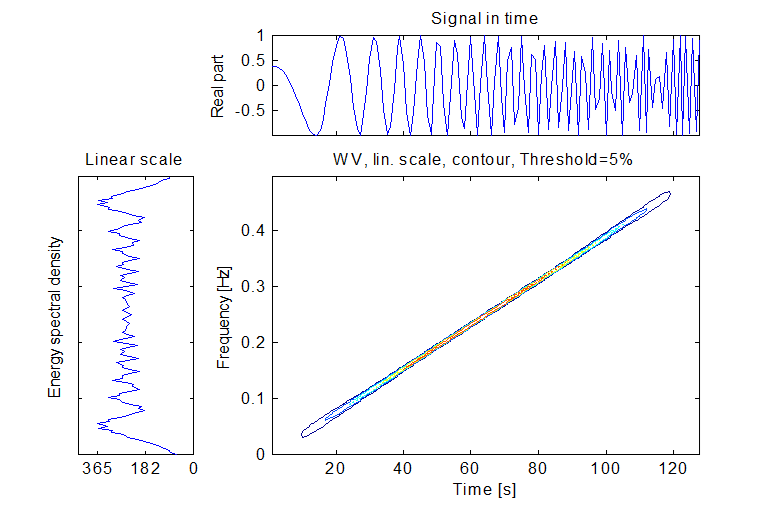 Signal in time
Real part
1
0.5
0
-0.5
Linear scale
Energy spectral density
365 182 0
WV, lin. scale, contour, Threshold=5%
Frequency [Hz]
0.4
0.3
0.2
0.1
0
20 40 60 80 100 120
Time [s]